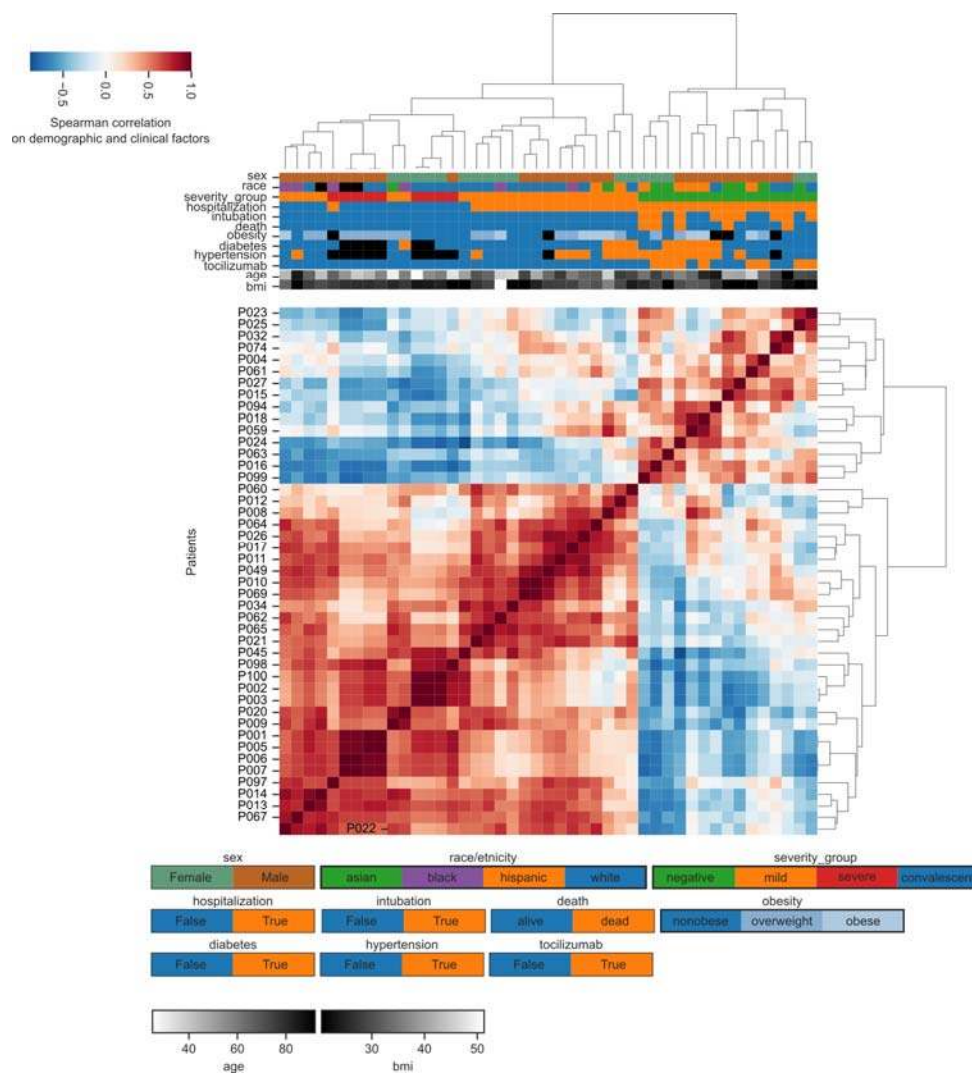 -0.5 0.0 0.5 1.0
Spearman correlation
on demographic and clinical factors
sex
race
severity_group
hospitalization
intubation
death
obesity
diabetes
hypertension
tocilizumab
age
bmi
P023
P025
P032
P074
P004
P061
P027
P015
P094
P018
P059
P024
P063
P016
P099
P060
P012
P008
P064
P026
P017
P011
P049
P010
P069
P034
P062
P065
P021
P045
P098
P100
P002
P003
P020
P009
P001
P005
P006
P007
P097
P014
P013
P067
P022
Patients
sex race/etnicity severity_group
Female Male asian black hispanic white negative mild severe convalescent
hospitalization intubation death obesity
False True False True alive dead nonobese overweight obese
diabetes hypertension tocilizumab
False True False True False True
40 60 80 30 40 50
age bmi